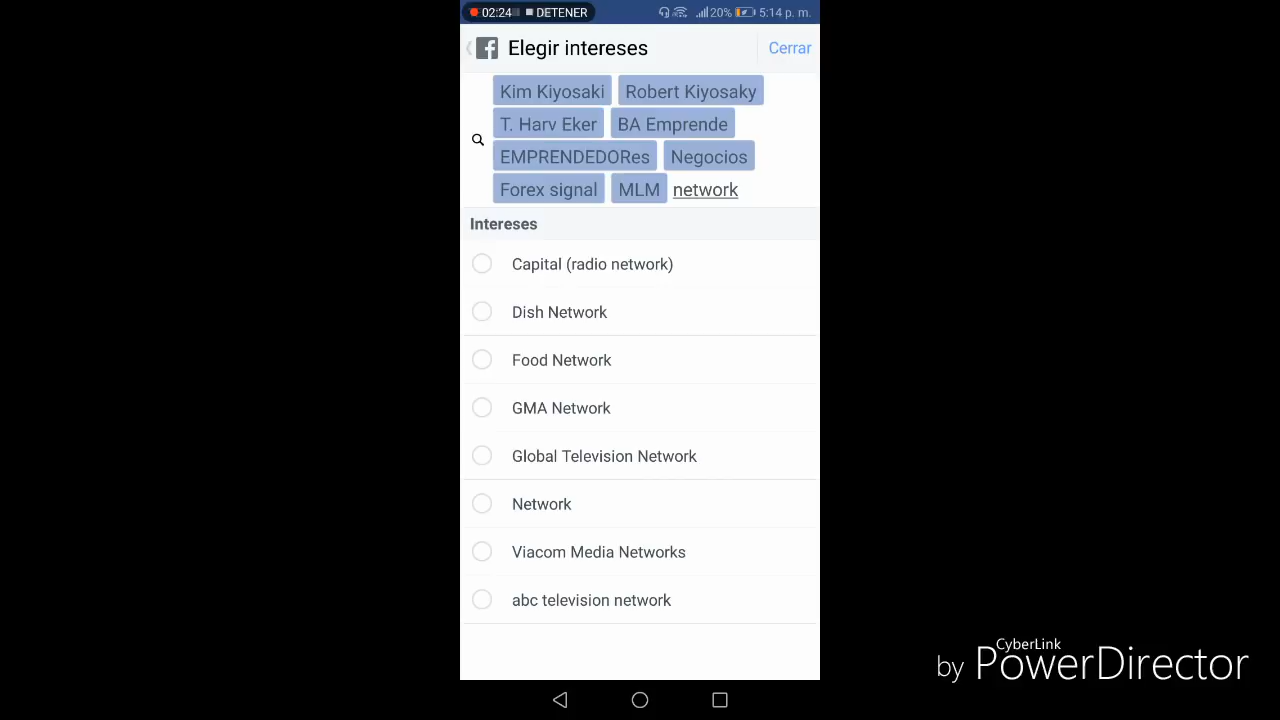 02:24 DETENER 20% 5:14 p. m.
Elegir intereses Cerrar
Kim Kiyosaki Robert Kiyosaky
T. Harv Eker BA Emprende
EMPRENDEDORes Negocios
Forex signal MLM network
Intereses
Capital (radio network)
Dish Network
Food Network
GMA Network
Global Television Network
Network
Viacom Media Networks
abc television network
CyberLink
by PowerDirector